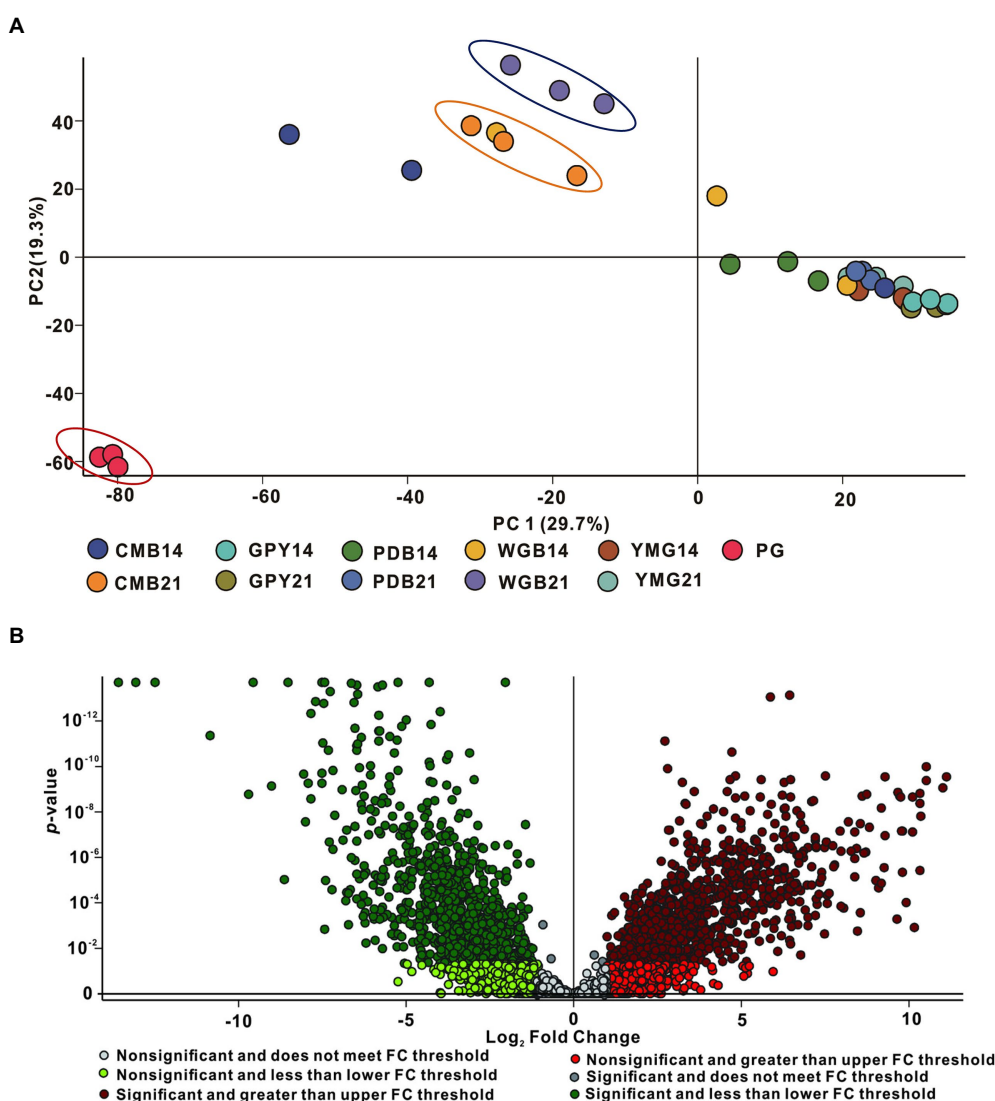 A
PC2(19.3%)
40
20
0
-20
-40
-60
-80
-60
-40
-20
0
20
PC 1 (29.7%)
CMB14 GPY14 PDB14 WGB14 YMG14 PG
CMB21 GPY21 PDB21 WGB21 YMG21
B
p-value
10-12
10-10
10-8
10-6
10-4
10-2
0
-10
-5
0
5
10
Log2 Fold Change
Nonsignificant and does not meet FC threshold
Nonsignificant and less than lower FC threshold
Significant and greater than upper FC threshold
Nonsignificant and greater than upper FC threshold
Significant and does not meet FC threshold
Significant and less than lower FC threshold